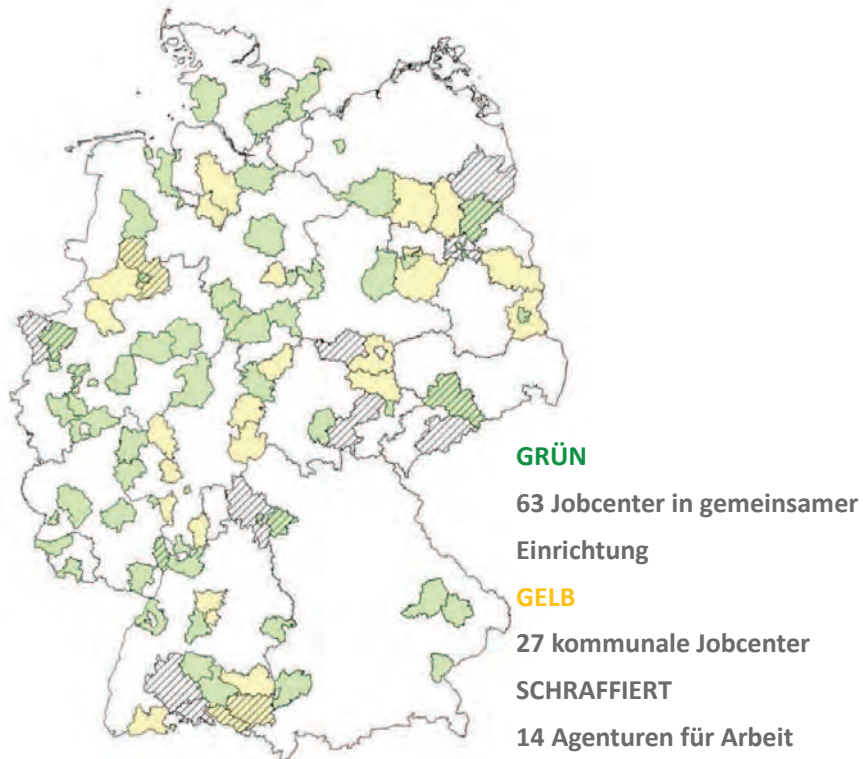 GRÜN
63 Jobcenter in gemeinsamer
Einrichtung
GELB
27 kommunale Jobcenter
SCHRAFFIERT
14 Agenturen für Arbeit